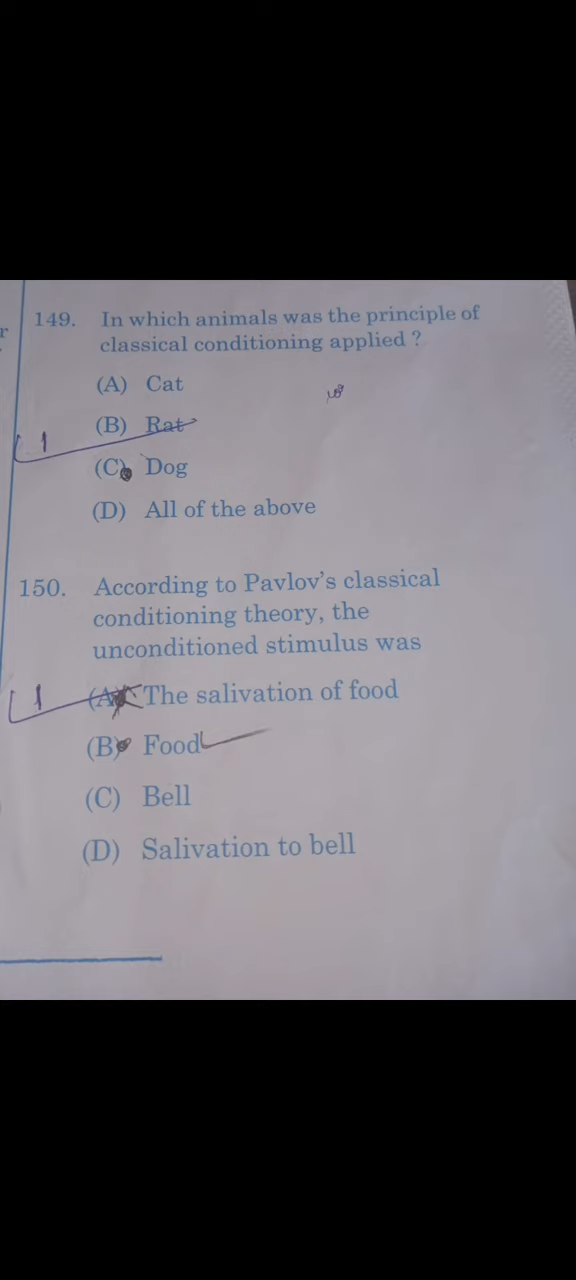 r
149. In which animals was the principle of
classical conditioning applied ?
(A) Cat
(B) Rat
(C) Dog
(D) All of the above
150. According to Pavlov's classical
conditioning theory, the
unconditioned stimulus was
(A) The salivation of food
(B) Food
(C) Bell
(D) Salivation to bell